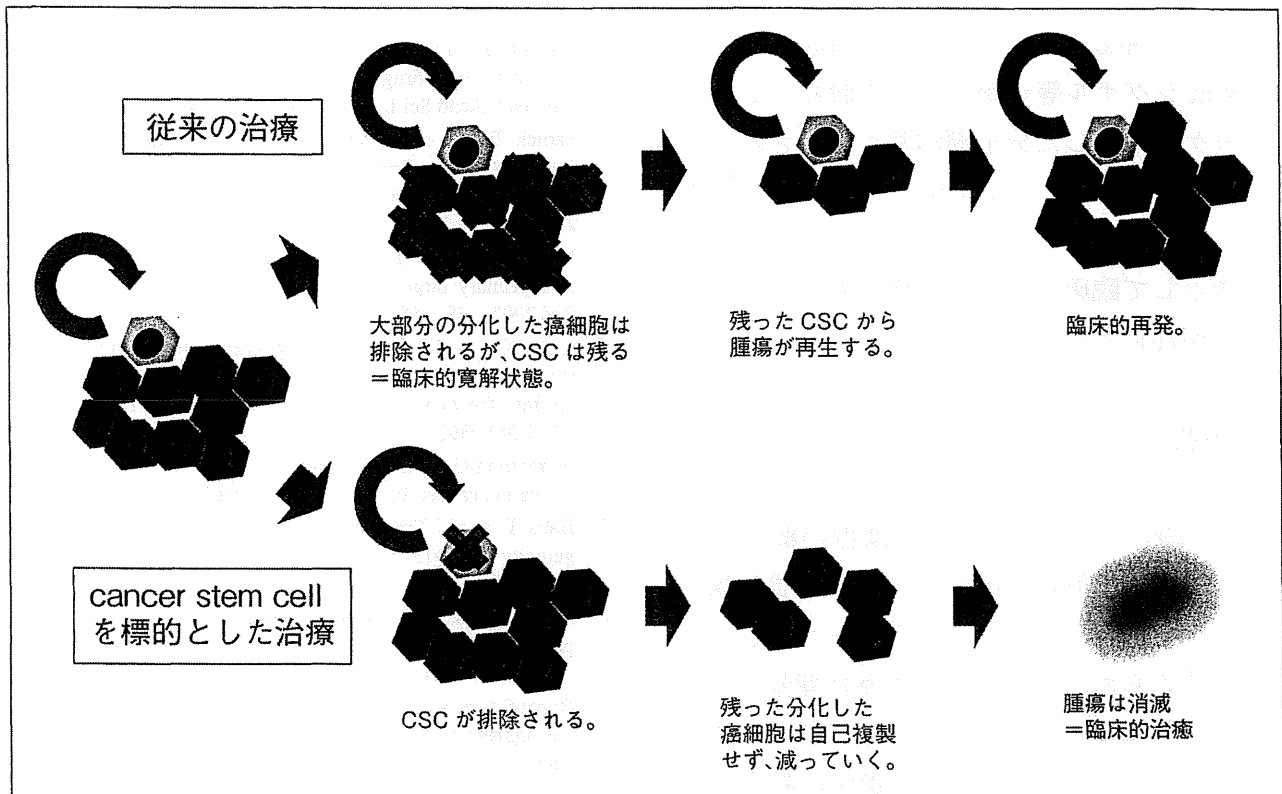 従来の治療
大部分の分化した癌細胞は
排除されるが、CSC は残る
＝臨床的寛解状態。
残った CSC から
腫瘍が再生する。
臨床的再発。
cancer stem cell
を標的とした治療
CSC が排除される。
残った分化した
癌細胞は自己複製
せず、減っていく。
腫瘍は消滅
＝臨床的治癒